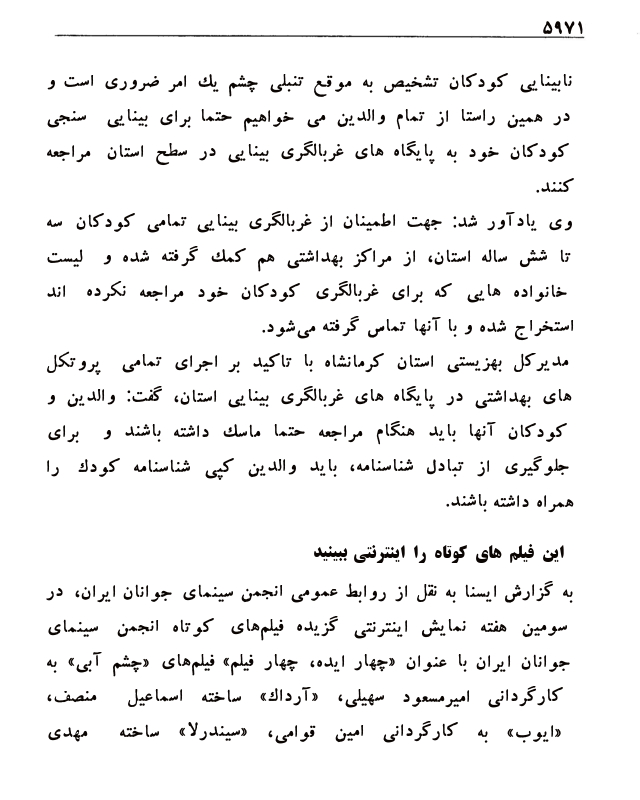 ۵۹۷۱
نابینایی کودکان تشخیص به موقع تنبلی چشم یك امر ضروری است و
در همین راستا از تمام والدین می خواهیم حتما برای بینایی سنجی
کودکان خود به پایگاه های غربالگری بینایی در سطح استان مراجعه
کنند.
وی یادآور شد: جهت اطمینان از غربالگری بینایی تمامی کودکان سه
تا شش ساله استان، از مراکز بهداشتی هم کمك گرفته شده و لیست
خانواده هایی که برای غربالگری کودکان خود مراجعه نکرده اند
استخراج شده و با آنها تماس گرفته می‌شود.
مدیرکل بهزیستی استان کرمانشاه با تاکید بر اجرای تمامی پروتکل
های بهداشتی در پایگاه های غربالگری بینایی استان، گفت: والدین و
کودکان آنها باید هنگام مراجعه حتما ماسك داشته باشند و برای
جلوگیری از تبادل شناسنامه، باید والدین کپی شناسنامه کودك را
همراه داشته باشند.
این فیلم های کوتاه را اینترنتی ببینید
به گزارش ایسنا به نقل از روابط عمومی انجمن سینمای جوانان ایران، در
سومین هفته نمایش اینترنتی گزیده فیلم‌های کوتاه انجمن سینمای
جوانان ایران با عنوان «چهار ایده، چهار فیلم» فیلم‌های «چشم آبی» به
کارگردانی امیرمسعود سهیلی، «آرداك» ساخته اسماعیل منصف،
«ایوب» به کارگردانی امین قوامی، «سیندرلا» ساخته مهدی